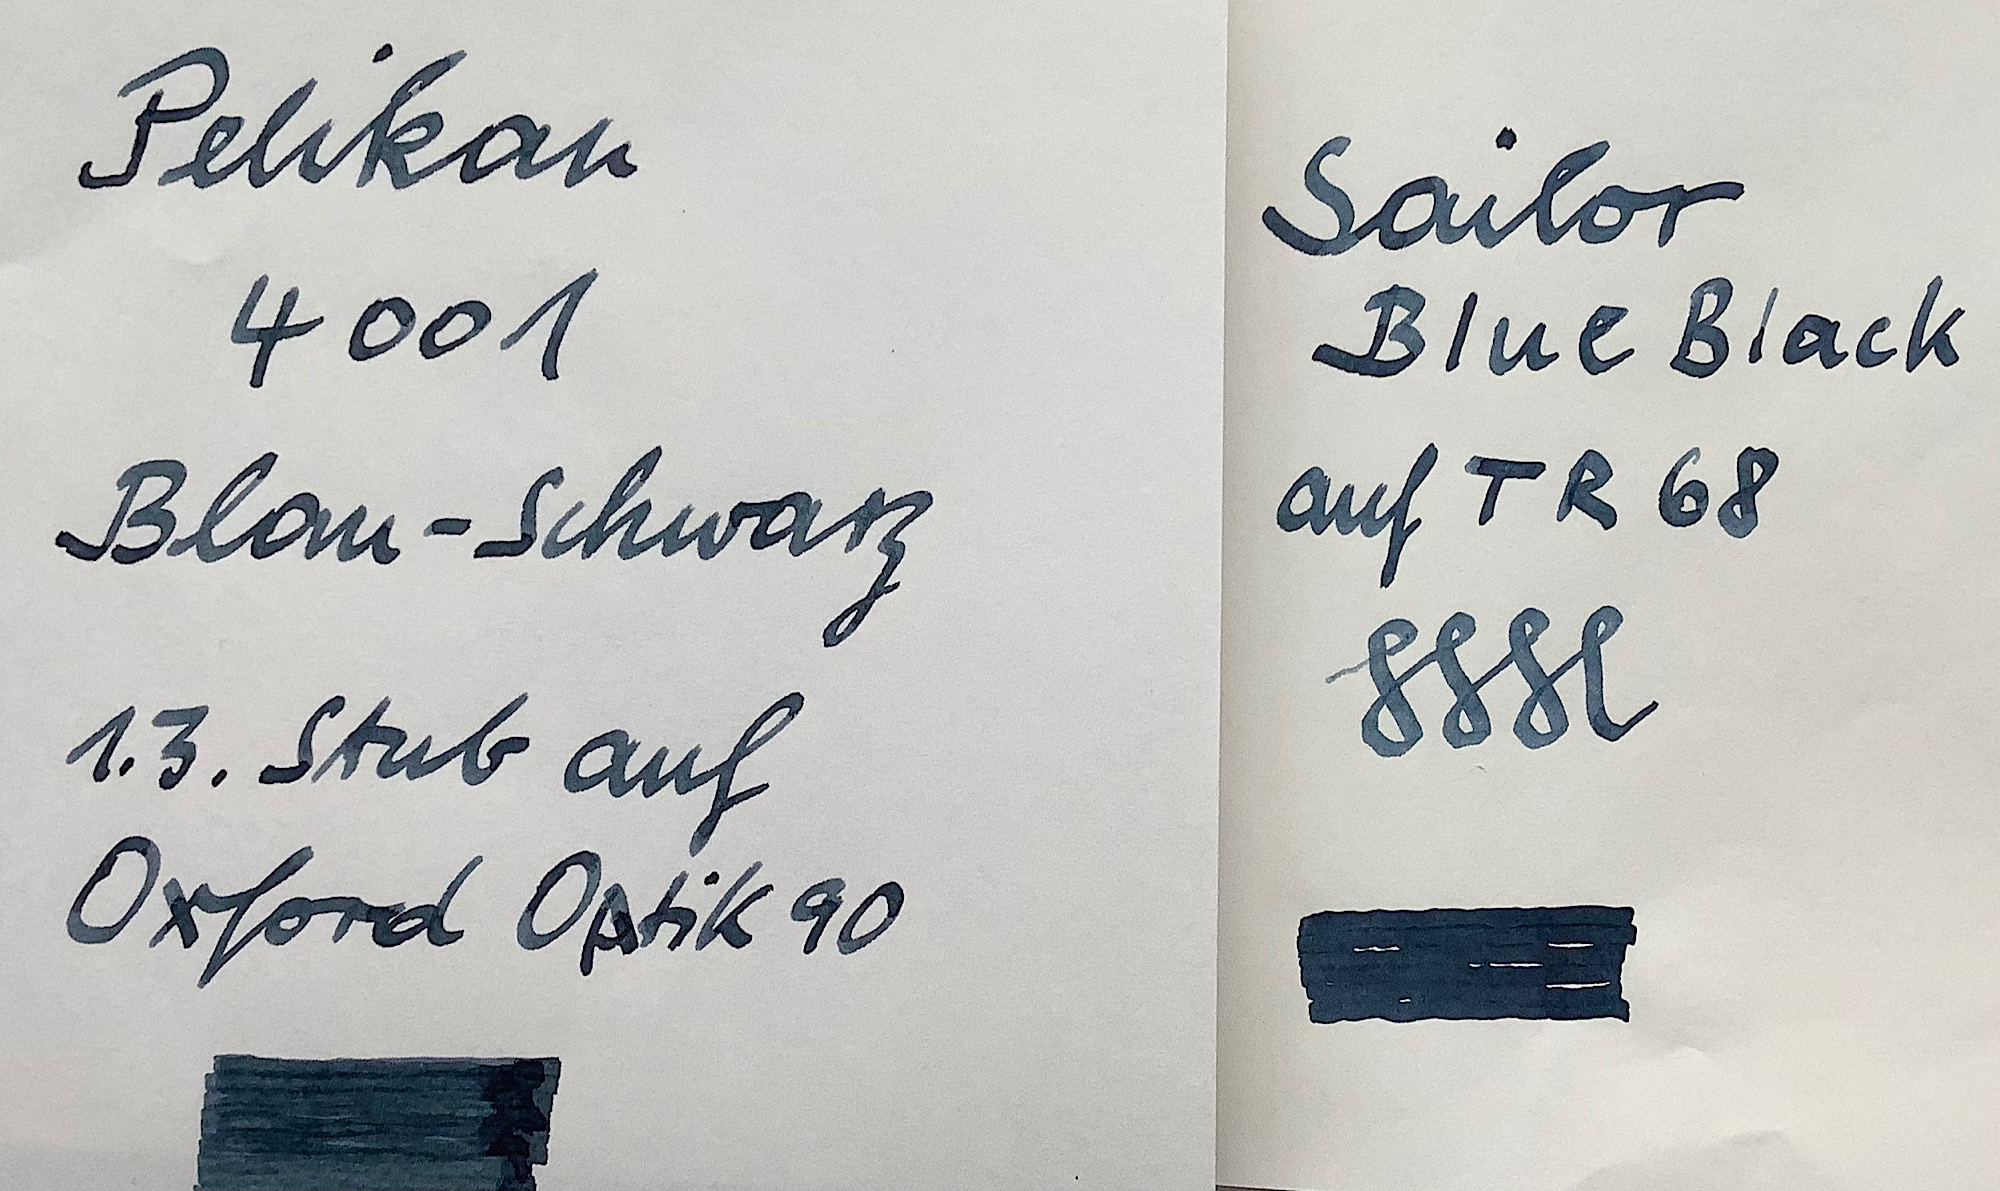 Pelikan
4001
Blau-Schwarz
1.3. Stub auf
Oxford Optik 90
Sailor
Blue Black
auf TR 68